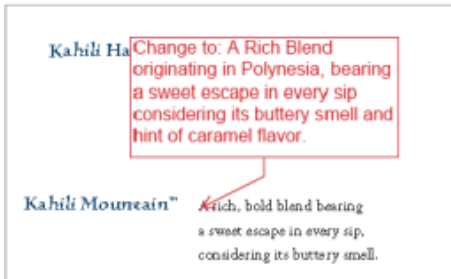 Kahili Ha
Change to: A Rich Blend
originating in Polynesia, bearing
a sweet escape in every sip
considering its buttery smell and
hint of caramel flavor.
Kahili Mountain™
A rich, bold blend bearing
a sweet escape in every sip,
considering its buttery smell.